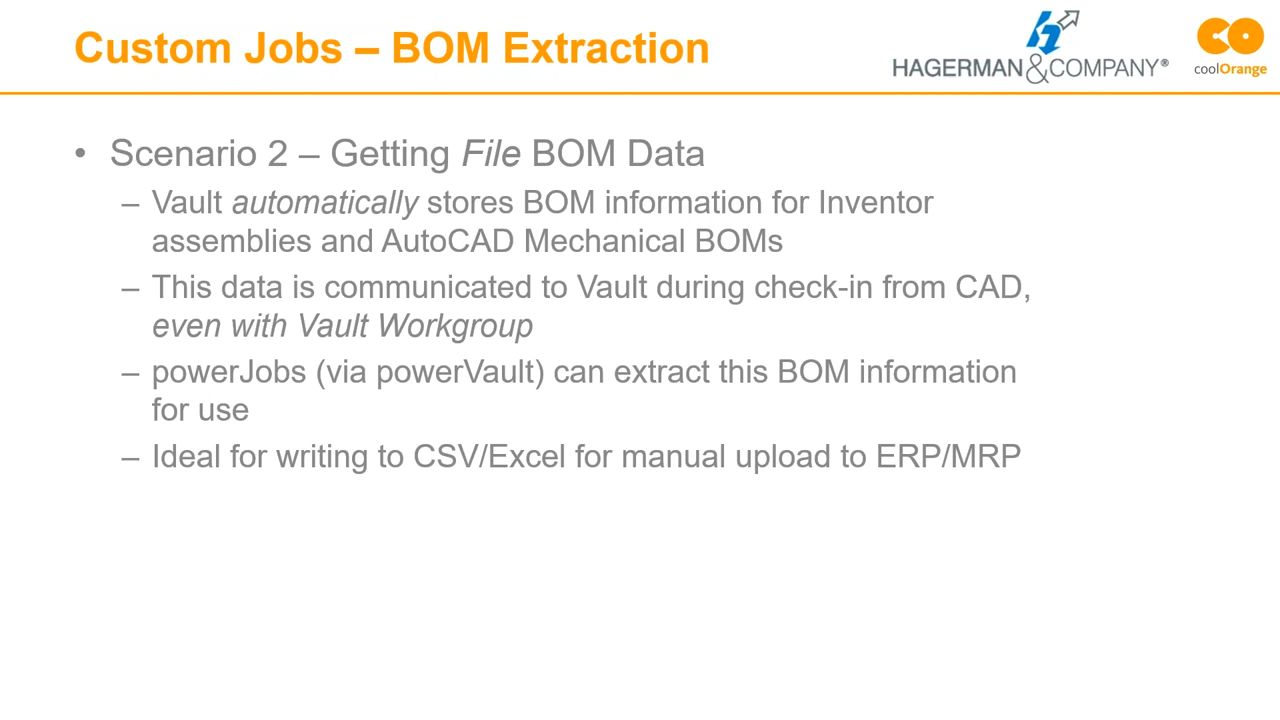 Custom Jobs – BOM Extraction
HAGERMAN & COMPANY®
coolOrange
• Scenario 2 – Getting File BOM Data
– Vault automatically stores BOM information for Inventor
assemblies and AutoCAD Mechanical BOMs
– This data is communicated to Vault during check-in from CAD,
even with Vault Workgroup
– powerJobs (via powerVault) can extract this BOM information
for use
– Ideal for writing to CSV/Excel for manual upload to ERP/MRP